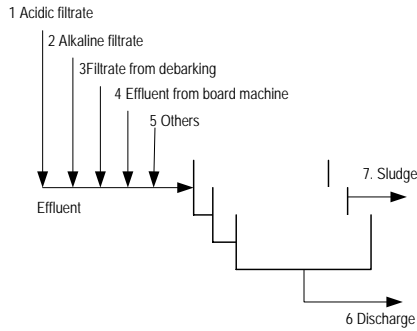 1 Acidic filtrate
2 Alkaline filtrate
3Filtrate from debarking
4 Effluent from board machine
5 Others
7. Sludge
Effluent
6 Discharge